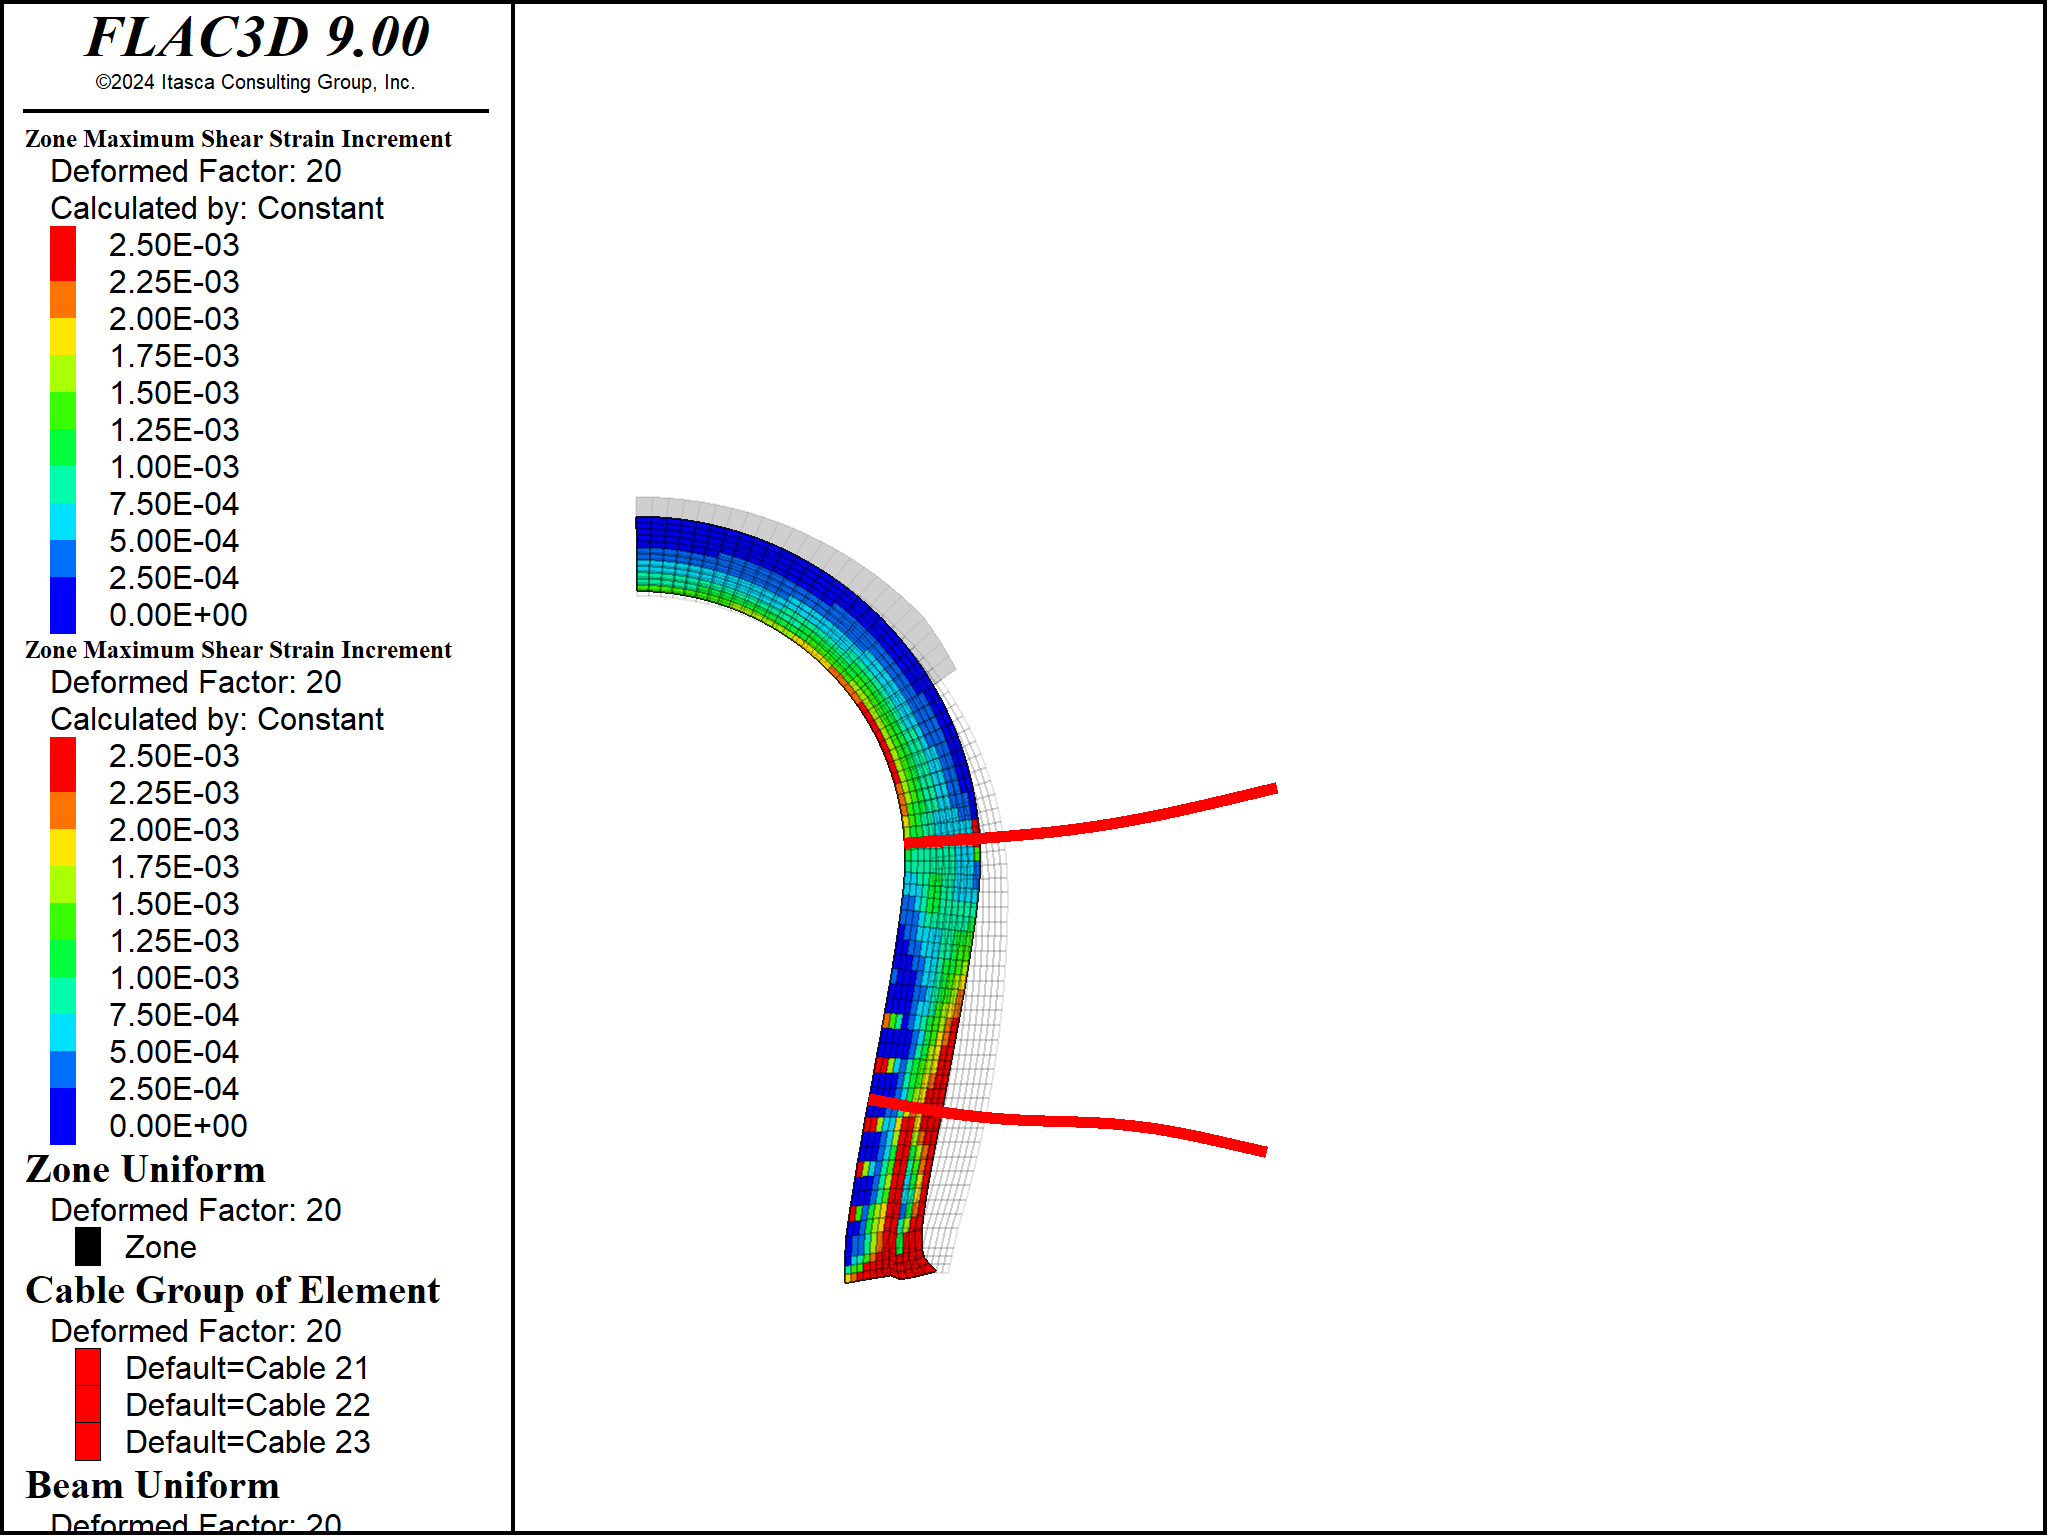 FLAC3D 9.00
©2024 Itasca Consulting Group, Inc.
Zone Maximum Shear Strain Increment
Deformed Factor: 20
Calculated by: Constant
2.50E-03
2.25E-03
2.00E-03
1.75E-03
1.50E-03
1.25E-03
1.00E-03
7.50E-04
5.00E-04
2.50E-04
0.00E+00
Zone Maximum Shear Strain Increment
Deformed Factor: 20
Calculated by: Constant
2.50E-03
2.25E-03
2.00E-03
1.75E-03
1.50E-03
1.25E-03
1.00E-03
7.50E-04
5.00E-04
2.50E-04
0.00E+00
Zone Uniform
Deformed Factor: 20
Zone
Cable Group of Element
Deformed Factor: 20
Default=Cable 21
Default=Cable 22
Default=Cable 23
Beam Uniform
Deformed Factor: 20